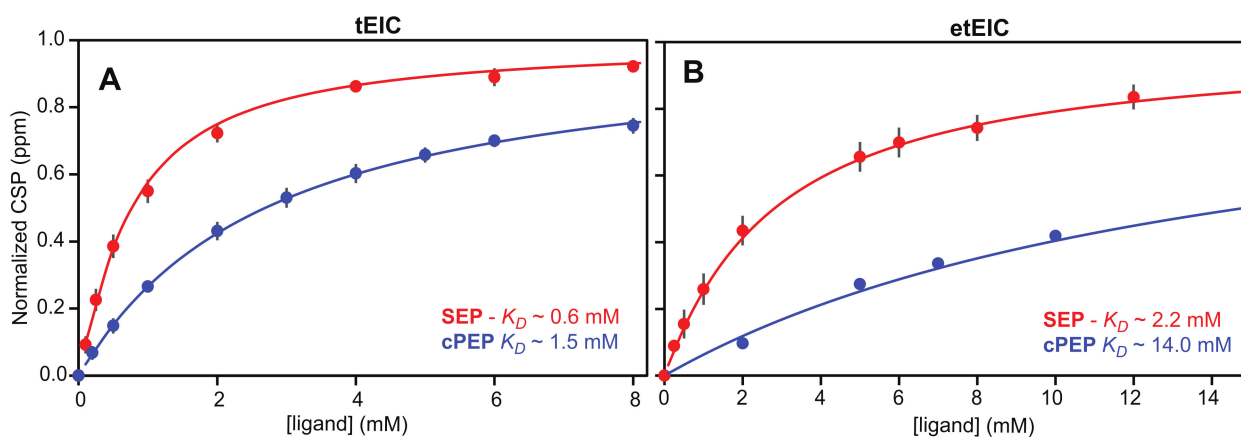 tEIC
etEIC
A
B
Normalized CSP (ppm)
1.0
0.8
0.6
0.4
0.2
0.0
SEP - KD ~ 0.6 mM
cPEP KD ~ 1.5 mM
SEP - KD ~ 2.2 mM
cPEP KD ~ 14.0 mM
0 2 4 6 8
0 2 4 6 8 10 12 14
[ligand] (mM)
[ligand] (mM)